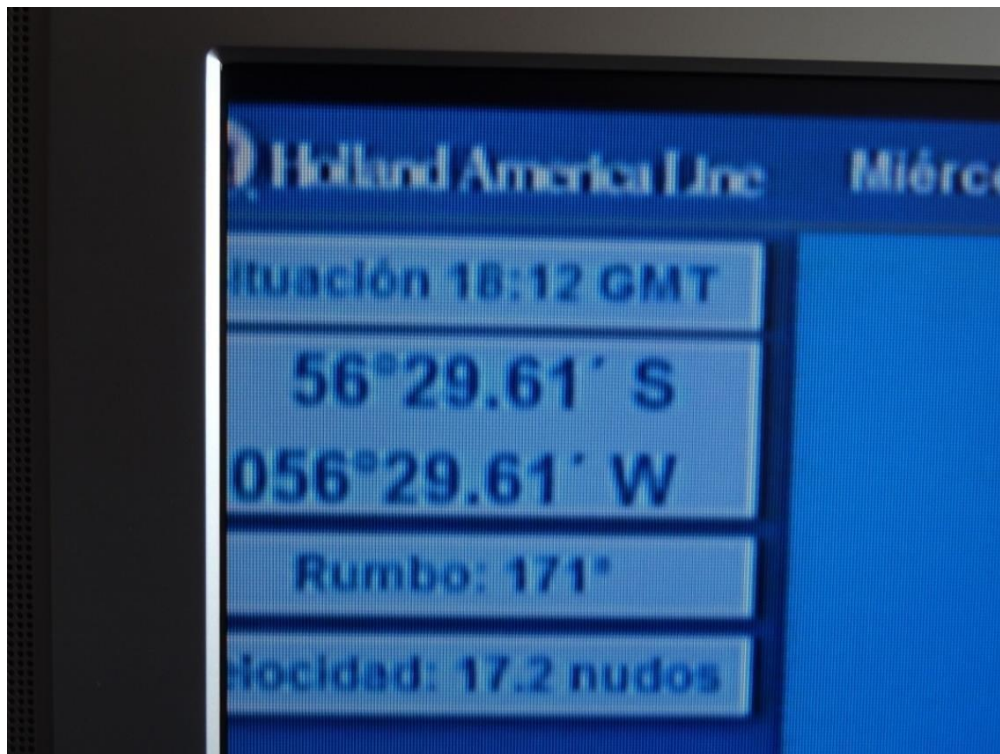 Holland America Line
Miérc
ituación 18:12 GMT
56°29.61´ S
056°29.61´ W
Rumbo: 171°
elocidad: 17.2 nudos